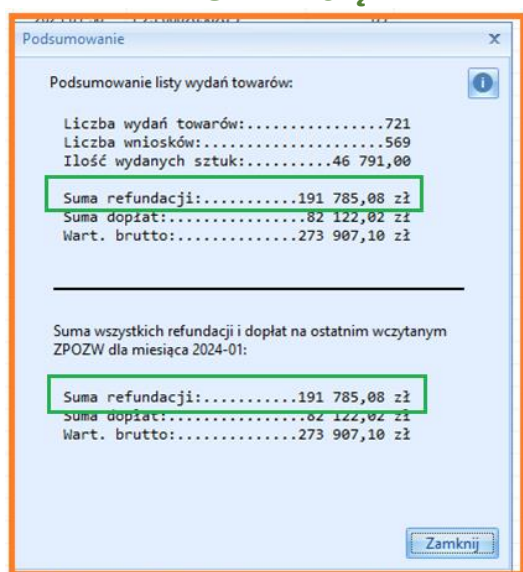 Podsumowanie
x
Podsumowanie listy wydań towarów:
i
Liczba wydań towarów:................721
Liczba wniosków:.....................569
Ilość wydanych sztuk:..........46 791,00
Suma refundacji:...........191 785,08 zł
Suma dopłat:................82 122,02 zł
Wart. brutto:..............273 907,10 zł
Suma wszystkich refundacji i dopłat na ostatnim wczytanym
ZPOZW dla miesiąca 2024-01:
Suma refundacji:...........191 785,08 zł
Suma dopłat:................82 122,02 zł
Wart. brutto:..............273 907,10 zł
Zamknij